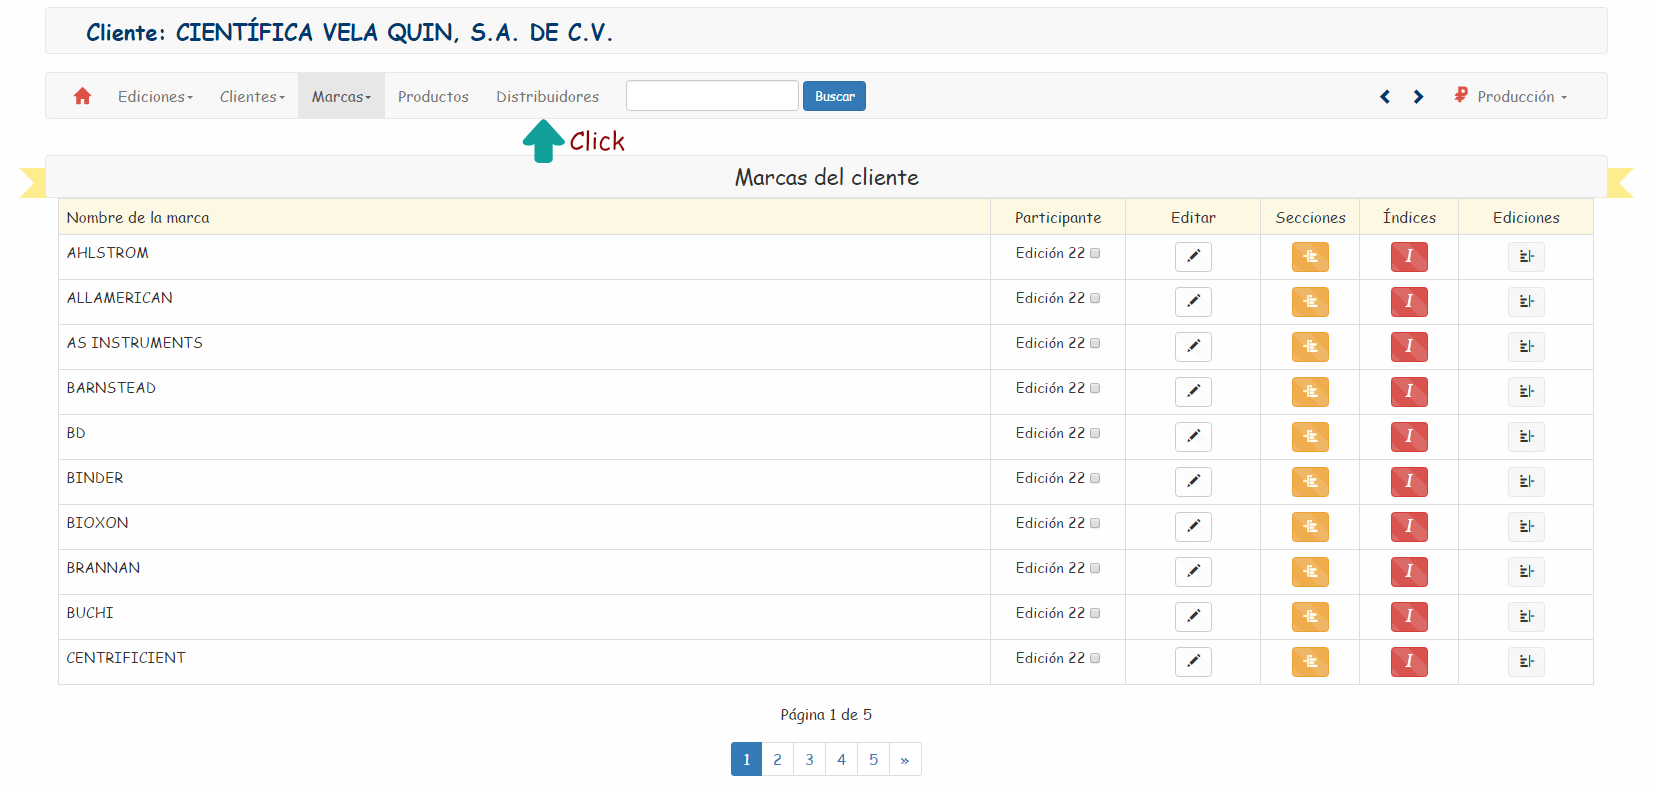 Cliente: CIENTÍFICA VELA QUIN, S.A. DE C.V.
Ediciones Clientes Marcas Productos Distribuidores Buscar Producción
Click
Marcas del cliente
Nombre de la marca Participante Editar Secciones Índices Ediciones
AHLSTROM Edición 22 I
ALLAMERICAN Edición 22 I
AS INSTRUMENTS Edición 22 I
BARNSTEAD Edición 22 I
BD Edición 22 I
BINDER Edición 22 I
BIOXON Edición 22 I
BRANNAN Edición 22 I
BUCHI Edición 22 I
CENTRIFICIENT Edición 22 I
Página 1 de 5
1 2 3 4 5 »